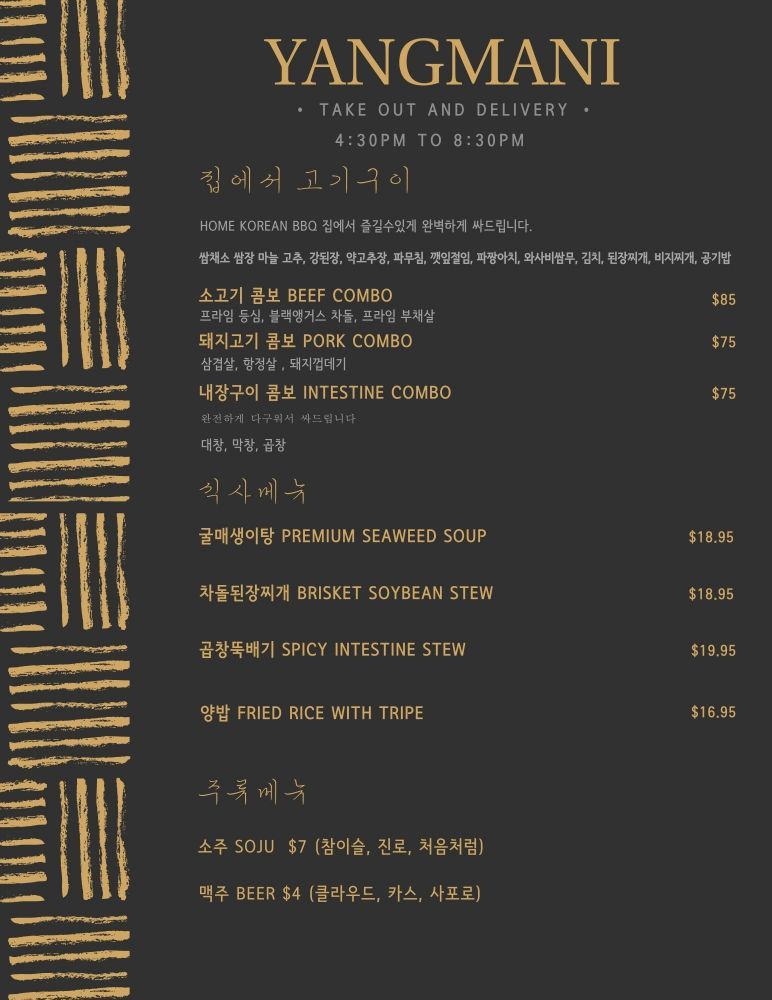 YANGMANI
• TAKE OUT AND DELIVERY •
4:30PM TO 8:30PM
집에서 고기구이
HOME KOREAN BBQ 집에서 즐길수있게 완벽하게 싸드립니다.
쌈채소 쌈장 마늘 고추, 강된장, 약고추장, 파무침, 깻잎절임, 파짱아치, 와사비쌈무, 김치, 된장찌개, 비지찌개, 공기밥
소고기 콤보 BEEF COMBO $85
프라임 등심, 블랙앵거스 차돌, 프라임 부채살
돼지고기 콤보 PORK COMBO $75
삼겹살, 항정살 , 돼지껍데기
내장구이 콤보 INTESTINE COMBO $75
완전하게 다구워서 싸드립니다
대창, 막창, 곱창
식사메뉴
굴매생이탕 PREMIUM SEAWEED SOUP $18.95
차돌된장찌개 BRISKET SOYBEAN STEW $18.95
곱창뚝배기 SPICY INTESTINE STEW $19.95
양밥 FRIED RICE WITH TRIPE $16.95
주류메뉴
소주 SOJU $7 (참이슬, 진로, 처음처럼)
맥주 BEER $4 (클라우드, 카스, 사포로)